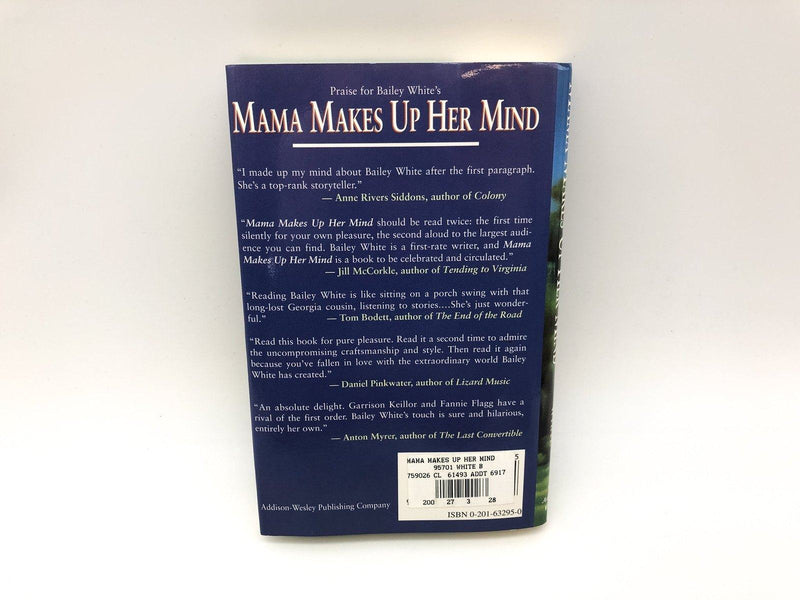 Praise for Bailey White's
MAMA MAKES UP HER MIND
"I made up my mind about Bailey White after the first paragraph.
She's a top-rank storyteller."
— Anne Rivers Siddons, author of Colony
"Mama Makes Up Her Mind should be read twice: the first time
silently for your own pleasure, the second aloud to the largest audi-
ence you can find. Bailey White is a first-rate writer, and Mama
Makes Up Her Mind is a book to be celebrated and circulated."
— Jill McCorkle, author of Tending to Virginia
"Reading Bailey White is like sitting on a porch swing with that
long-lost Georgia cousin, listening to stories....She's just wonder-
ful."
— Tom Bodett, author of The End of the Road
"Read this book for pure pleasure. Read it a second time to admire
the uncompromising craftsmanship and style. Then read it again
because you've fallen in love with the extraordinary world Bailey
White has created."
— Daniel Pinkwater, author of Lizard Music
"An absolute delight. Garrison Keillor and Fannie Flagg have a
rival of the first order. Bailey White's touch is sure and hilarious,
entirely her own."
— Anton Myrer, author of The Last Convertible
MAMA MAKES UP HER MIND
95701 WHITE B
759026 CL 61493 ADDT 6917
200 27 3 28
5
Addison-Wesley Publishing Company
ISBN 0-201-63295-0